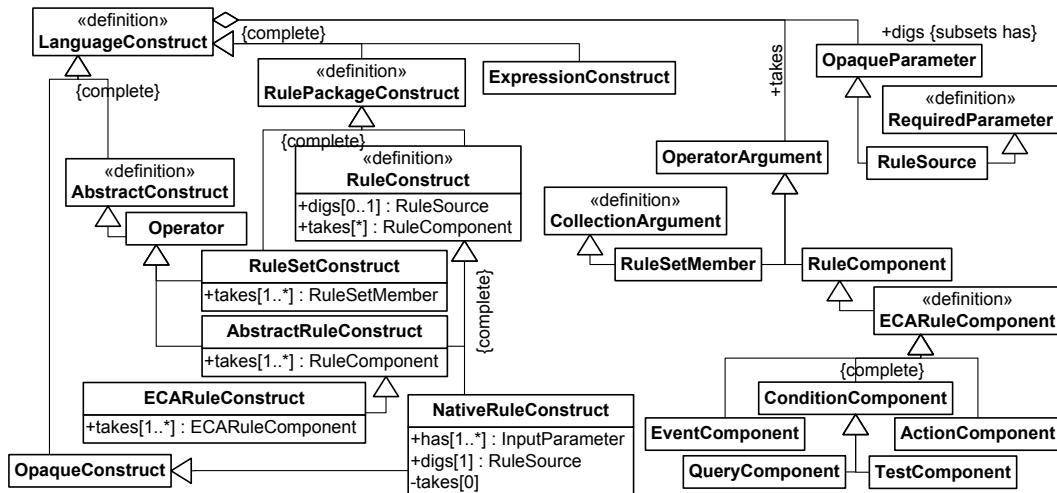 «definition»
LanguageConstruct
{complete}
{complete}
+takes
+digs {subsets has}
OpaqueParameter
«definition»
RulePackageConstruct
ExpressionConstruct
«definition»
RequiredParameter
{complete}
«definition»
AbstractConstruct
«definition»
RuleConstruct
+digs[0..1] : RuleSource
+takes[*] : RuleComponent
OperatorArgument
RuleSource
«definition»
CollectionArgument
Operator
RuleSetConstruct
+takes[1..*] : RuleSetMember
RuleSetMember
RuleComponent
{complete}
«definition»
ECARuleComponent
AbstractRuleConstruct
+takes[1..*] : RuleComponent
{complete}
ECARuleConstruct
+takes[1..*] : ECARuleComponent
NativeRuleConstruct
+has[1..*] : InputParameter
+digs[1] : RuleSource
-takes[0]
ConditionComponent
EventComponent
ActionComponent
OpaqueConstruct
QueryComponent
TestComponent